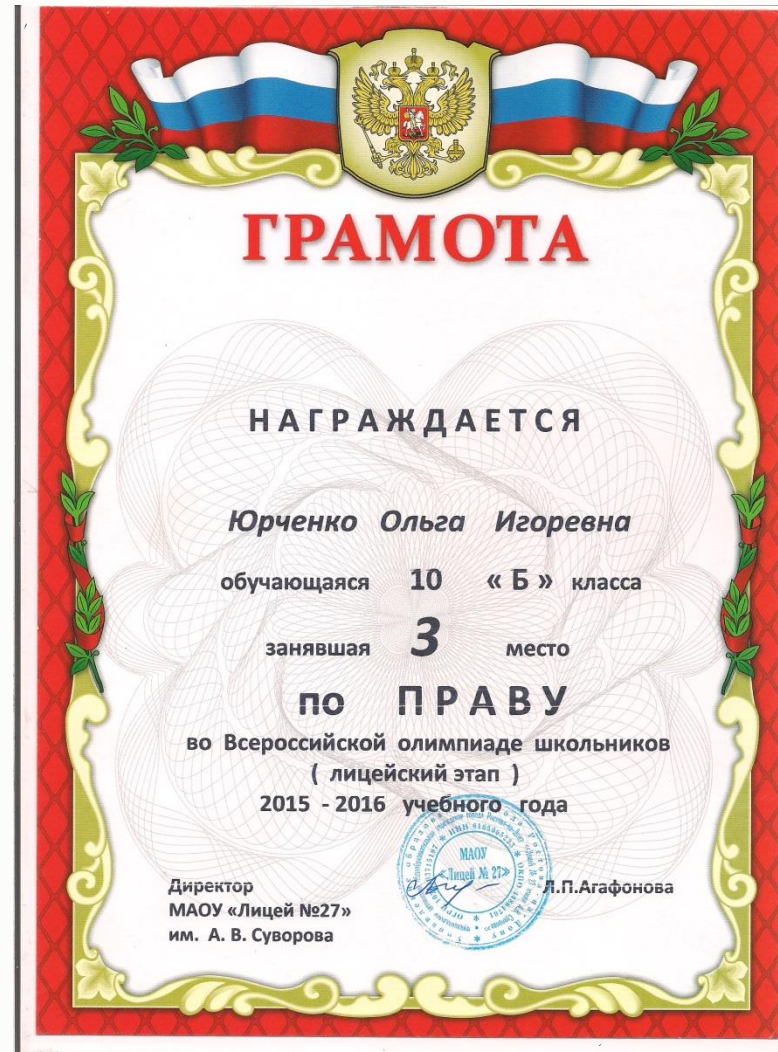 ГРАМОТА
НАГРАЖДАЕТСЯ
Юрченко Ольга Игоревна
обучающаяся 10 « Б » класса
занявшая 3 место
по ПРАВУ
во Всероссийской олимпиаде школьников
( лицейский этап )
2015 - 2016 учебного года
МАОУ
«Лицей № 27»
Директор
МАОУ «Лицей №27»
им. А. В. Суворова
Л.П.Агафонова